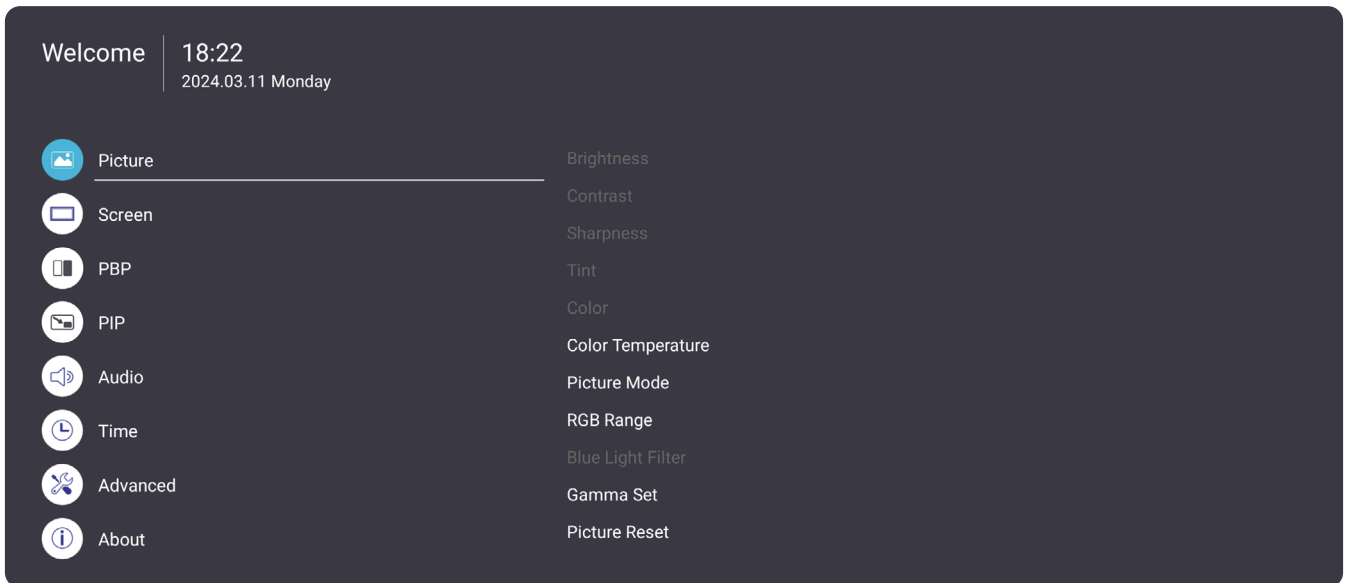 Welcome
18:22
2024.03.11 Monday
Picture
Screen
PBP
PIP
Audio
Time
Advanced
About
Brightness
Contrast
Sharpness
Tint
Color
Color Temperature
Picture Mode
RGB Range
Blue Light Filter
Gamma Set
Picture Reset